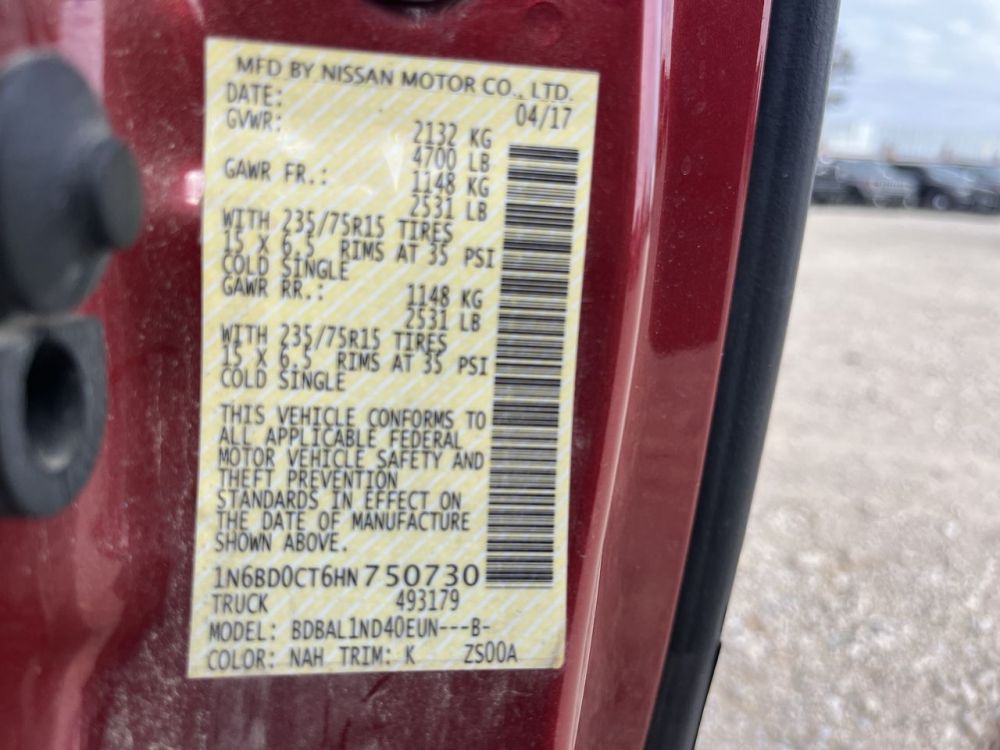 MFD BY NISSAN MOTOR CO., LTD.
DATE: 04/17
GVWR: 2132 KG
4700 LB
GAWR FR.: 1148 KG
2531 LB
WITH 235/75R15 TIRES
15 X 6.5 RIMS AT 35 PSI
COLD SINGLE
GAWR RR.: 1148 KG
2531 LB
WITH 235/75R15 TIRES
15 X 6.5 RIMS AT 35 PSI
COLD SINGLE
THIS VEHICLE CONFORMS TO
ALL APPLICABLE FEDERAL
MOTOR VEHICLE SAFETY AND
THEFT PREVENTION
STANDARDS IN EFFECT ON
THE DATE OF MANUFACTURE
SHOWN ABOVE.
1N6BD0CT6HN750730
TRUCK 493179
MODEL: BDBAL1ND40EUN---B-
COLOR: NAH TRIM: K ZS00A